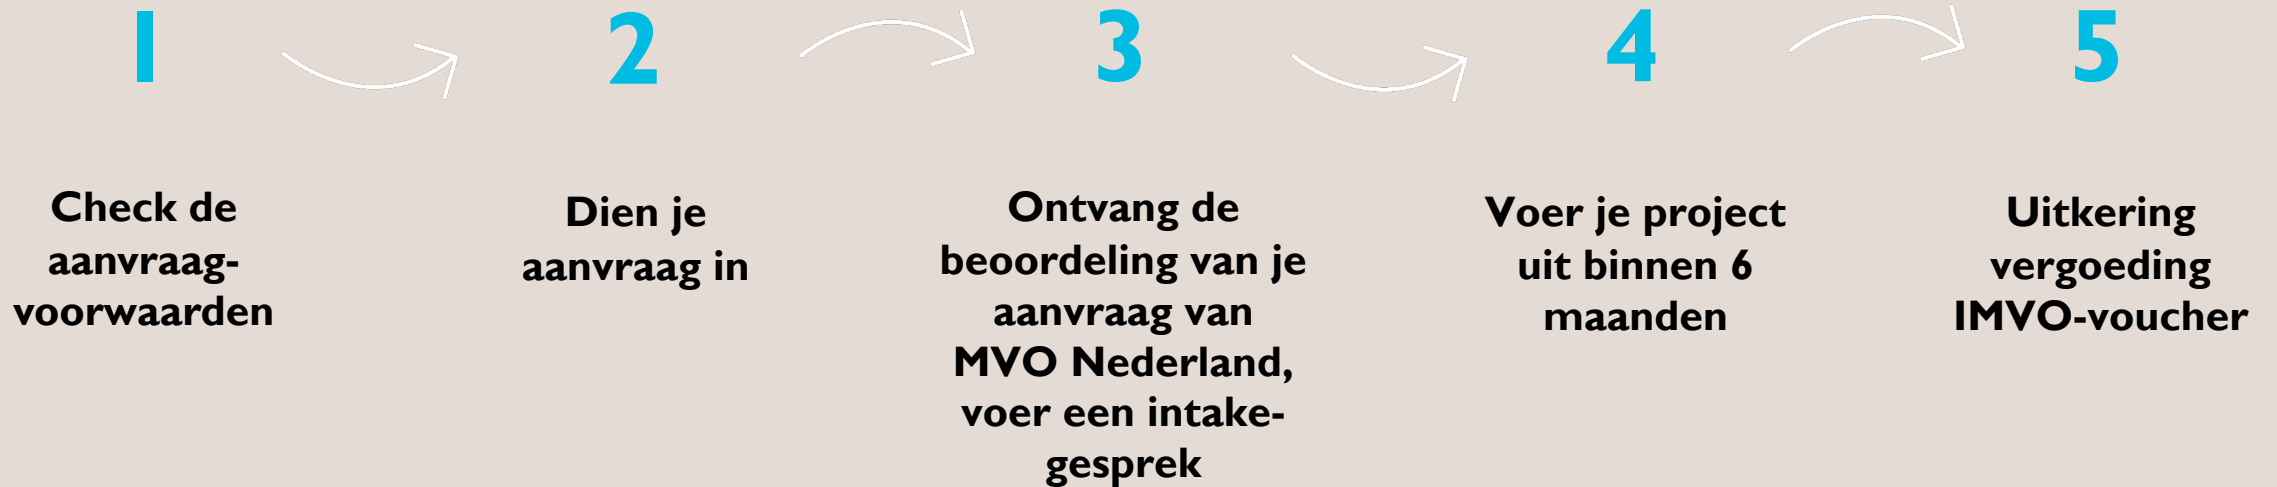 1
Check de
aanvraag-
voorwaarden
2
Dien je
aanvraag in
3
Ontvang de
beoordeling van je
aanvraag van
MVO Nederland,
voer een intake-
gesprek
4
Voer je project
uit binnen 6
maanden
5
Uitkering
vergoeding
IMVO-voucher